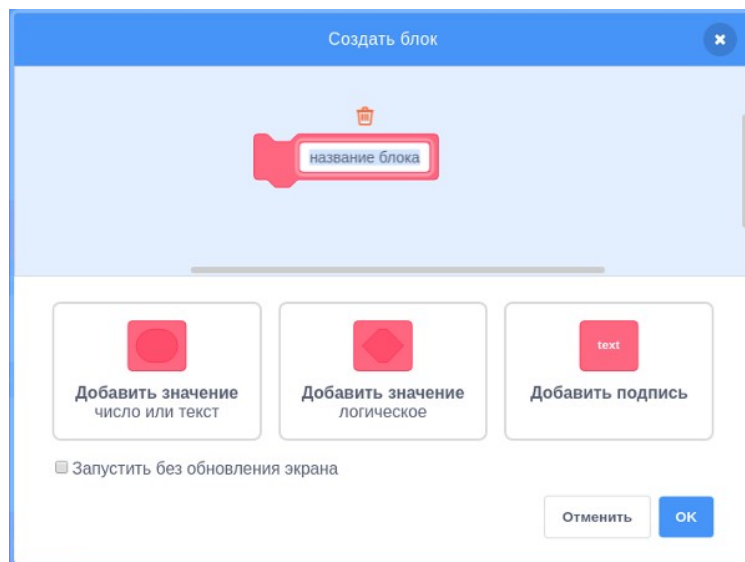 Создать блок
название блока
text
Добавить значение
число или текст
Добавить значение
логическое
Добавить подпись
Запустить без обновления экрана
Отменить
OK